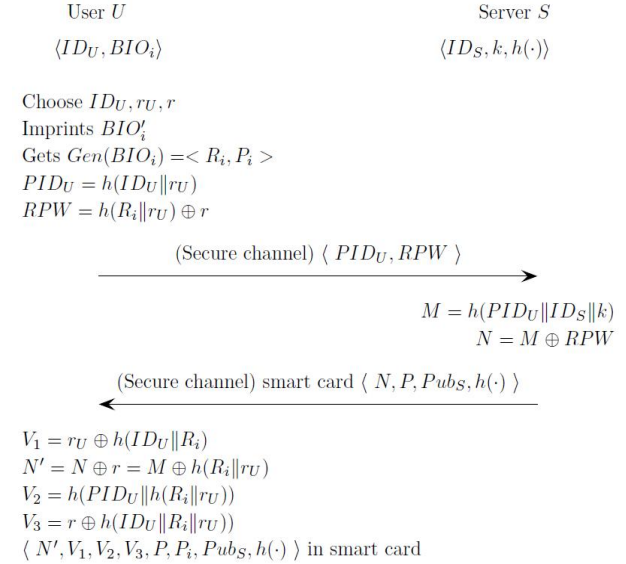 User U Server S
⟨ID_U, BIO_i⟩ ⟨ID_S, k, h(·)⟩
Choose ID_U, r_U, r
Imprints BIO′_i
Gets Gen(BIO_i) =< R_i, P_i >
PID_U = h(ID_U‖r_U)
RPW = h(R_i‖r_U) ⊕ r
(Secure channel) ⟨ PID_U, RPW ⟩
M = h(PID_U‖ID_S‖k)
N = M ⊕ RPW
(Secure channel) smart card ⟨ N, P, Pub_S, h(·) ⟩
V_1 = r_U ⊕ h(ID_U‖R_i)
N′ = N ⊕ r = M ⊕ h(R_i‖r_U)
V_2 = h(PID_U‖h(R_i‖r_U))
V_3 = r ⊕ h(ID_U‖R_i‖r_U))
⟨ N′, V_1, V_2, V_3, P, P_i, Pub_S, h(·) ⟩ in smart card